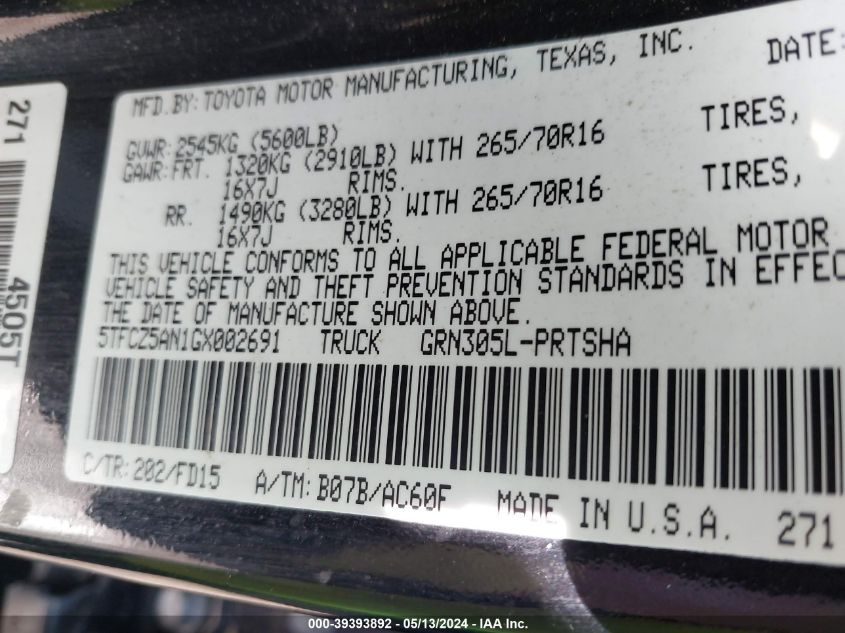 MFD.BY:TOYOTA MOTOR MANUFACTURING, TEXAS, INC. DATE:
GVWR:2545KG (5600LB)
GAWR:FRT. 1320KG (2910LB) WITH 265/70R16 TIRES,
16X7J RIMS.
RR. 1490KG (3280LB) WITH 265/70R16 TIRES,
16X7J RIMS.
THIS VEHICLE CONFORMS TO ALL APPLICABLE FEDERAL MOTOR
VEHICLE SAFETY AND THEFT PREVENTION STANDARDS IN EFFEC
THE DATE OF MANUFACTURE SHOWN ABOVE.
5TFCZ5AN1GX002691 TRUCK GRN305L-PRTSHA
C/TR:202/FD15 A/TM:B07B/AC60F MADE IN U.S.A. 271
271
4505T
000-39393892 - 05/13/2024 - IAA Inc.